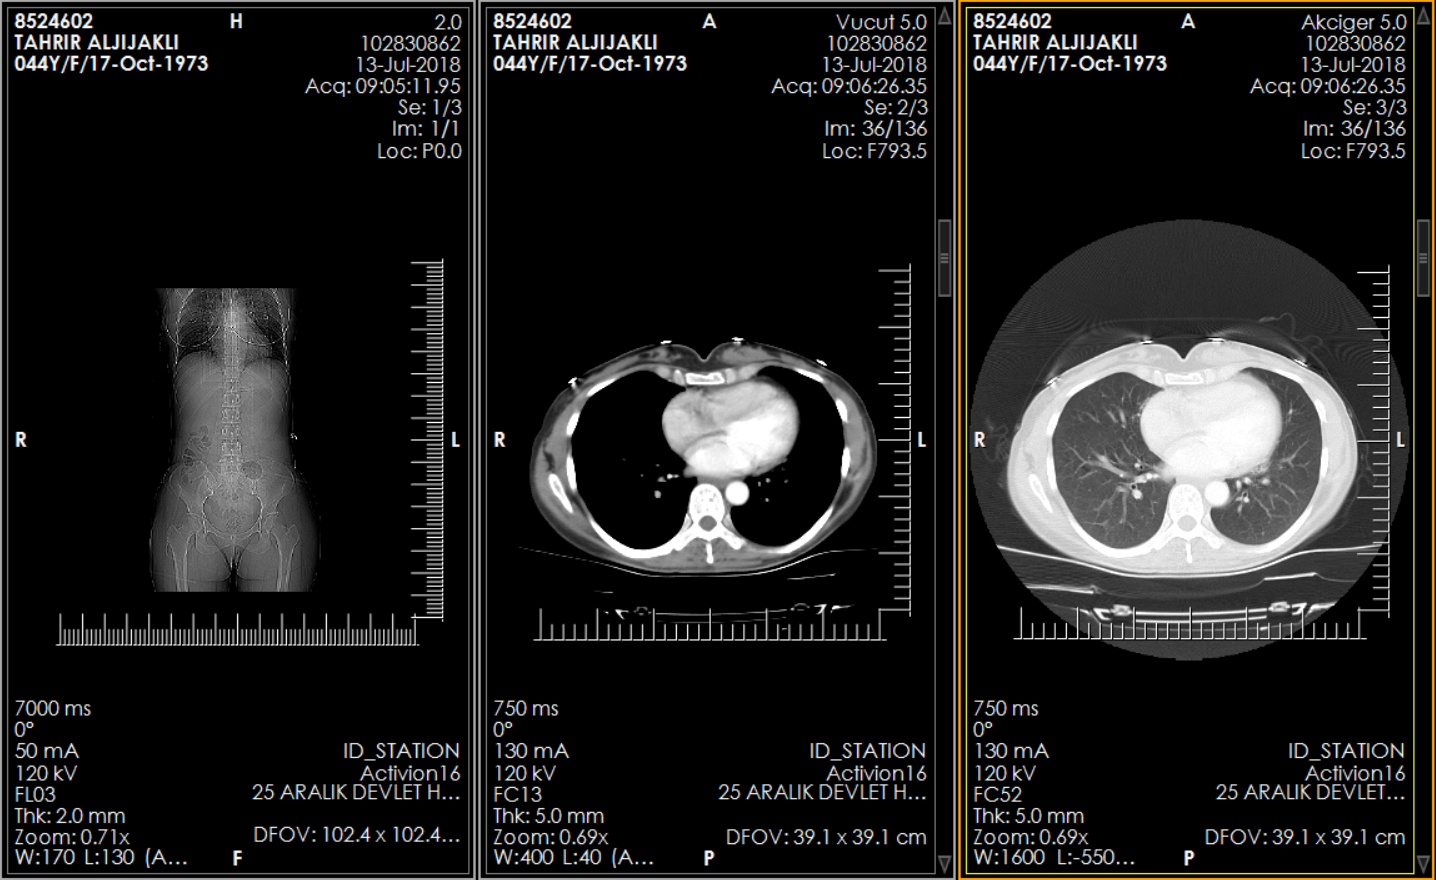 8524602
H
2.0
TAHRIR ALJIJAKLI
102830862
044Y/F/17-Oct-1973
13-Jul-2018
Acq: 09:05:11.95
Se: 1/3
Im: 1/1
Loc: P0.0
R
L
7000 ms
0°
50 mA
ID_STATION
120 kV
Activion16
FL03
25 ARALIK DEVLET H...
Thk: 2.0 mm
Zoom: 0.71x
DFOV: 102.4 x 102.4...
W:170 L:130 (A...
F
8524602
A
Vucut 5.0
TAHRIR ALJIJAKLI
102830862
044Y/F/17-Oct-1973
13-Jul-2018
Acq: 09:06:26.35
Se: 2/3
Im: 36/136
Loc: F793.5
R
L
750 ms
0°
130 mA
ID_STATION
120 kV
Activion16
FC13
25 ARALIK DEVLET H...
Thk: 5.0 mm
Zoom: 0.69x
DFOV: 39.1 x 39.1 cm
W:400 L:40 (A...
P
8524602
A
Akciger 5.0
TAHRIR ALJIJAKLI
102830862
044Y/F/17-Oct-1973
13-Jul-2018
Acq: 09:06:26.35
Se: 3/3
Im: 36/136
Loc: F793.5
R
L
750 ms
0°
130 mA
ID_STATION
120 kV
Activion16
FC52
25 ARALIK DEVLET...
Thk: 5.0 mm
Zoom: 0.69x
DFOV: 39.1 x 39.1 cm
W:1600 L:-550...
P